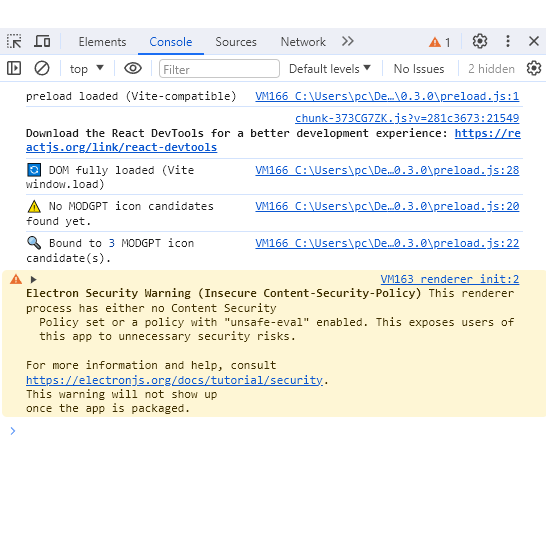 Elements Console Sources Network 1
top Filter Default levels No Issues 2 hidden
preload loaded (Vite-compatible) VM166 C:\Users\pc\De…\0.3.0\preload.js:1
chunk-373CG7ZK.js?v=281c3673:21549
Download the React DevTools for a better development experience: https://re
actjs.org/link/react-devtools
DOM fully loaded (Vite VM166 C:\Users\pc\De…0.3.0\preload.js:28
window.load)
No MODGPT icon candidates VM166 C:\Users\pc\De…0.3.0\preload.js:20
found yet.
Bound to 3 MODGPT icon VM166 C:\Users\pc\De…0.3.0\preload.js:22
candidate(s).
VM163 renderer_init:2
Electron Security Warning (Insecure Content-Security-Policy) This renderer
process has either no Content Security
Policy set or a policy with "unsafe-eval" enabled. This exposes users of
this app to unnecessary security risks.
For more information and help, consult
https://electronjs.org/docs/tutorial/security.
This warning will not show up
once the app is packaged.